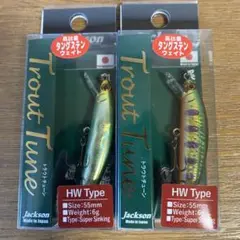 高比重
タングステン
ウェイト
Trout Tune
トラウトチューン
HW Type
■Size:55mm
■Weight:6g
■Type:Super Sinking
Jackson
Made in Japan
高比重
タングステン
ウェイト
Trout Tune
トラウトチューン
HW Type
■Size:55mm
■Weight:6g
■Type:Super Sinking
Jackson
Made in Japan